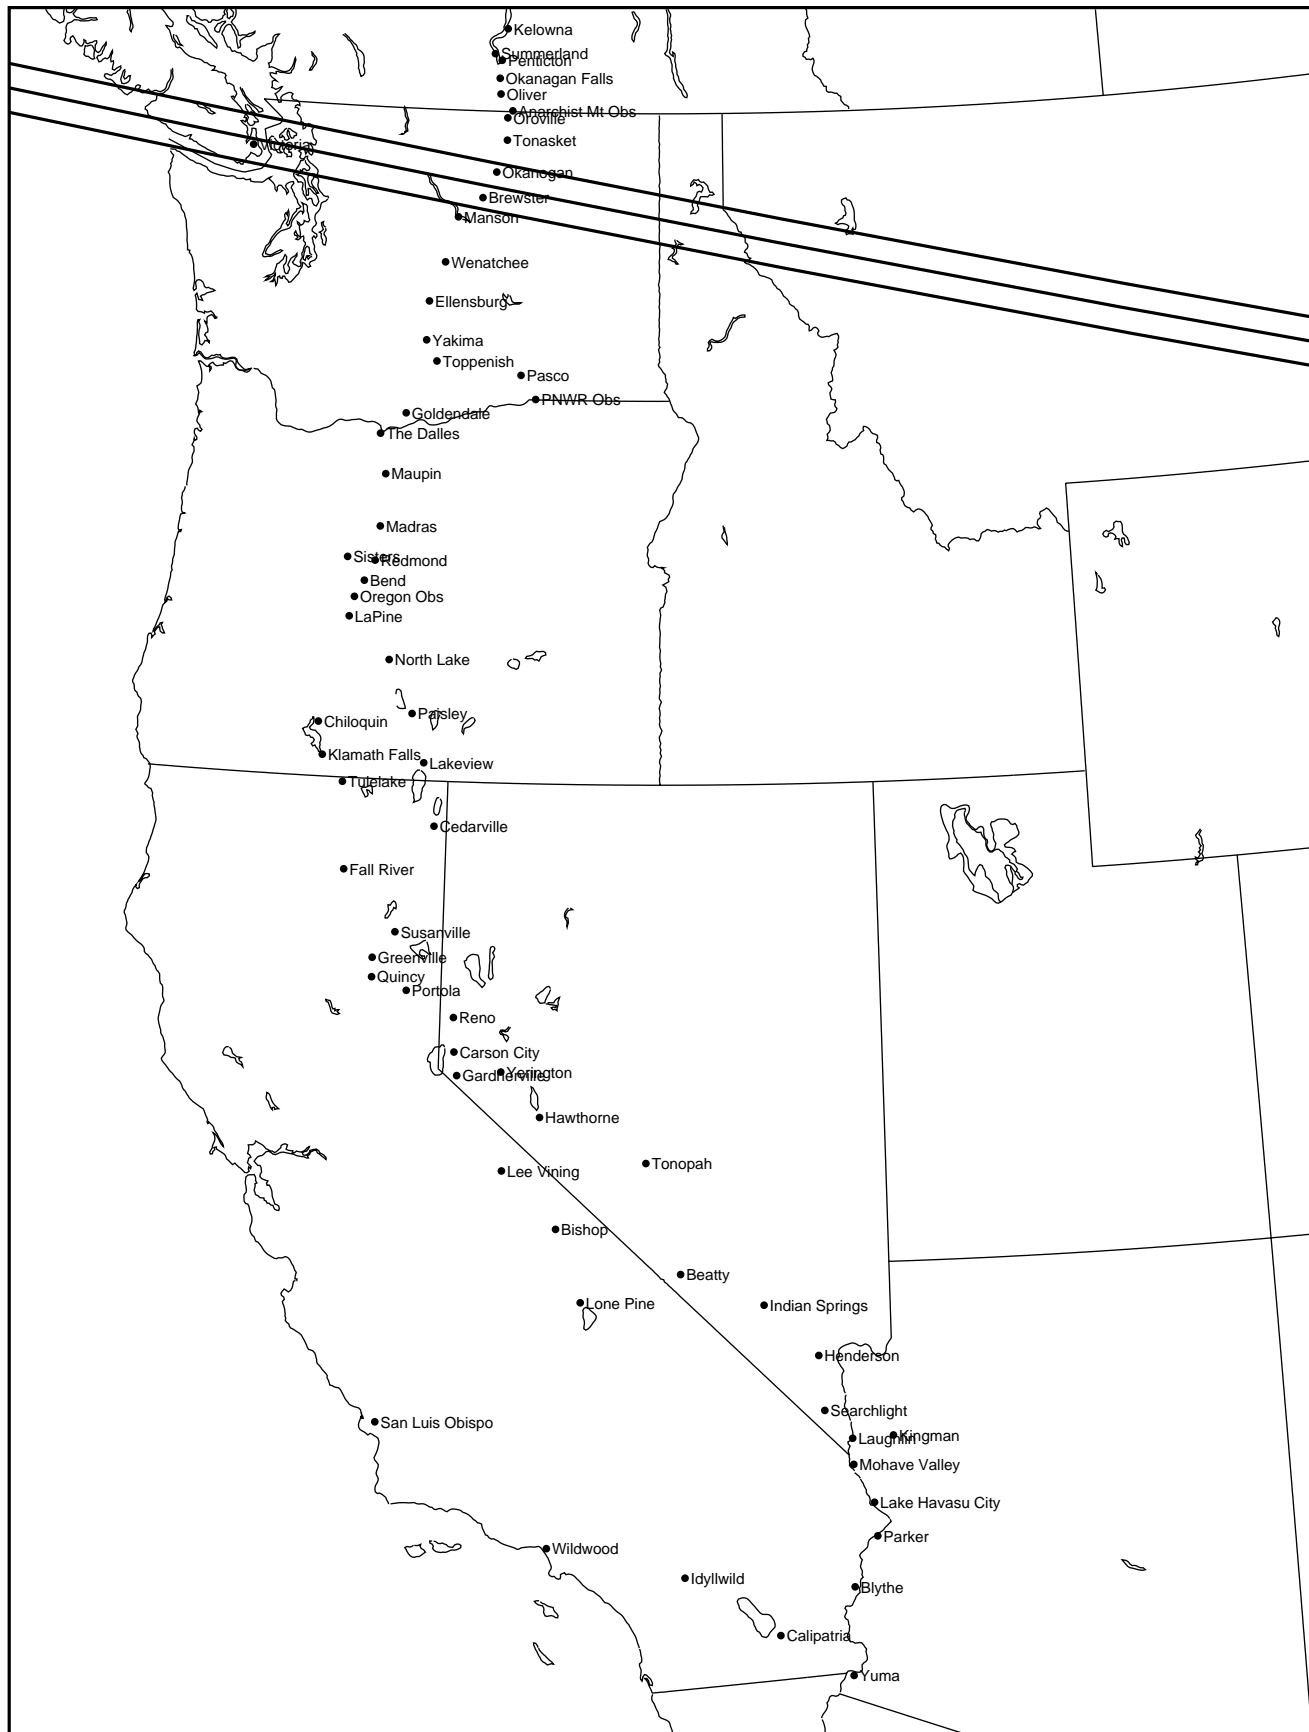 Kelowna
Summerland
Penticton
Okanagan Falls
Oliver
Anarchist Mt Obs
Oroville
Tonasket
Victoria
Okanogan
Brewster
Manson
Wenatchee
Ellensburg
Yakima
Toppenish
Pasco
PNWR Obs
Goldendale
The Dalles
Maupin
Madras
Sisters
Redmond
Bend
Oregon Obs
LaPine
North Lake
Paisley
Chiloquin
Klamath Falls
Lakeview
Tulelake
Cedarville
Fall River
Susanville
Greenville
Quincy
Portola
Reno
Carson City
Yerington
Gardnerville
Hawthorne
Tonopah
Lee Vining
Bishop
Beatty
Lone Pine
Indian Springs
Henderson
Searchlight
San Luis Obispo
Kingman
Laughlin
Mohave Valley
Lake Havasu City
Parker
Wildwood
Idyllwild
Blythe
Calipatria
Yuma